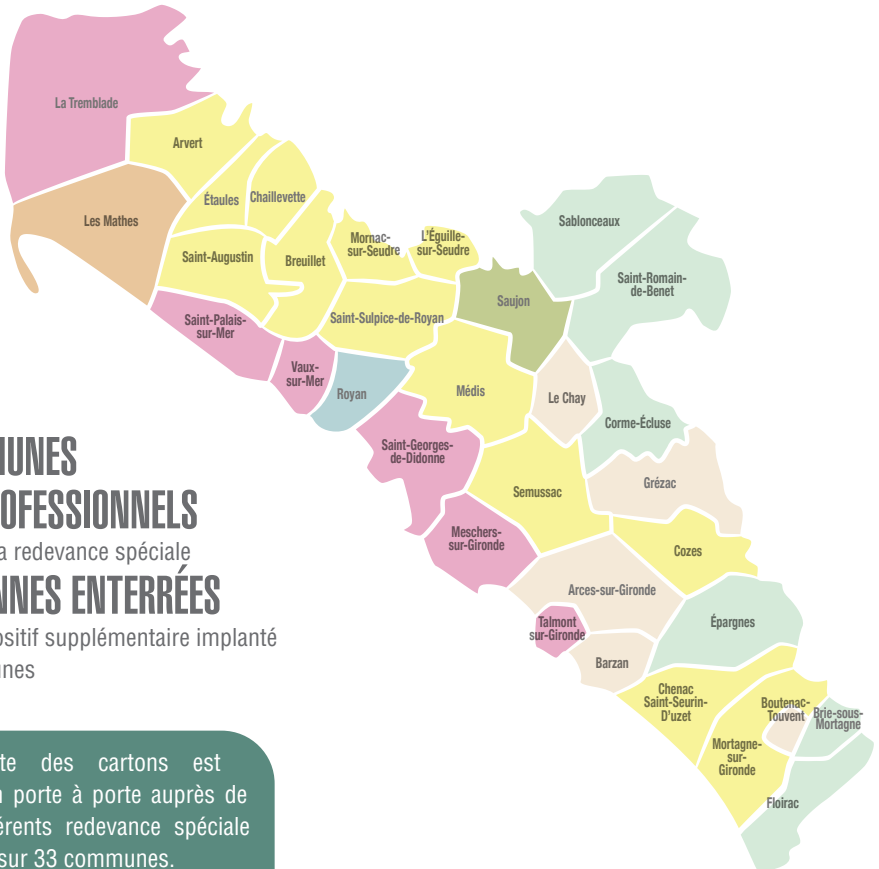 La Tremblade
Arvert
Étaules
Chaillevette
Les Mathes
Saint-Augustin
Breuillet
Mornac-
sur-Seudre
L'Éguille-
sur-Seudre
Sablonceaux
Saint-Romain-
de-Benet
Saujon
Saint-Palais-
sur-Mer
Saint-Sulpice-de-Royan
Vaux-
sur-Mer
Royan
Médis
Le Chay
Corme-Écluse
Saint-Georges-
de-Didonne
Semussac
Grézac
Meschers-
sur-Gironde
Cozes
Arces-sur-Gironde
Talmont
sur-Gironde
Épargnes
Barzan
Chenac
Saint-Seurin-
D'uzet
Boutenac-
Touvent
Brie-sous-
Mortagne
Mortagne-
sur-
Gironde
Floirac
UNES
OFESSIONNELS
a redevance spéciale
NNES ENTERRÉES
ositif supplémentaire implanté
unes
te des cartons est
n porte à porte auprès de
érents redevance spéciale
sur 33 communes.